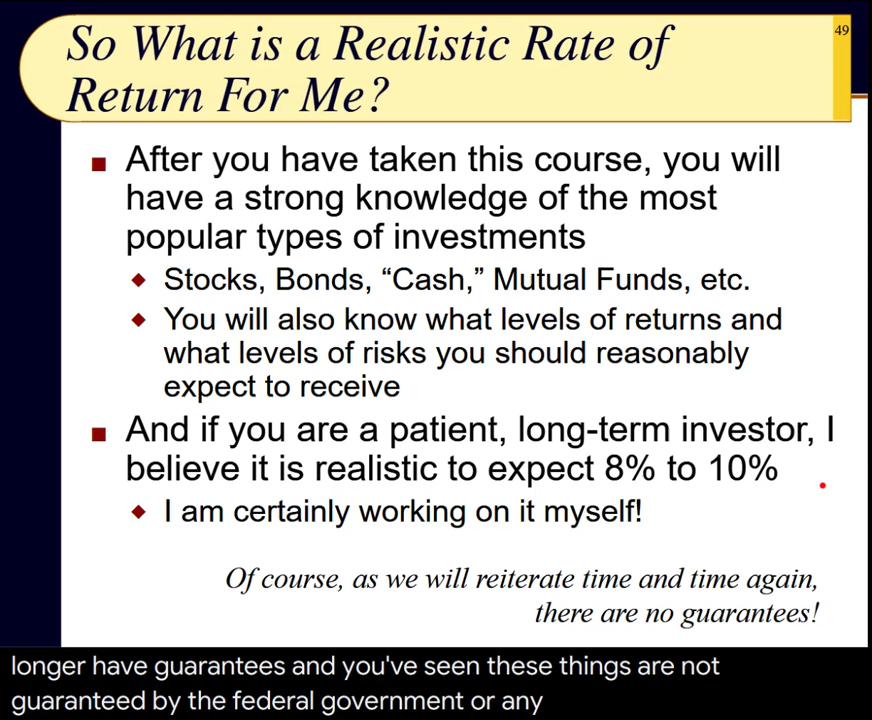 So What is a Realistic Rate of
Return For Me?
49
After you have taken this course, you will
have a strong knowledge of the most
popular types of investments
Stocks, Bonds, “Cash,” Mutual Funds, etc.
You will also know what levels of returns and
what levels of risks you should reasonably
expect to receive
And if you are a patient, long-term investor, I
believe it is realistic to expect 8% to 10%
I am certainly working on it myself!
Of course, as we will reiterate time and time again,
there are no guarantees!
longer have guarantees and you've seen these things are not
guaranteed by the federal government or any